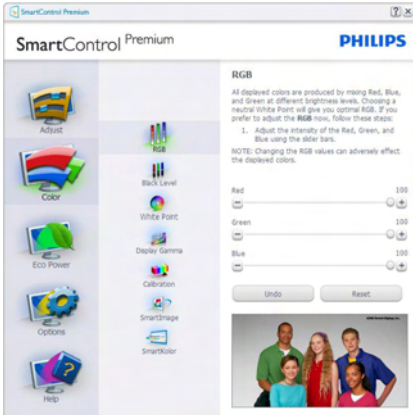 SmartControl Premium
SmartControl Premium
PHILIPS
Adjust
Color
Eco Power
Options
Help
RGB
Black Level
White Point
Display Gamma
Calibration
SmartImage
SmartKolor
RGB
All displayed colors are produced by mixing Red, Blue,
and Green at different brightness levels. Choosing a
neutral White Point will give you optimal RGB. If you
prefer to adjust the RGB now, follow these steps:
1. Adjust the intensity of the Red, Green, and
Blue using the slider bars.
NOTE: Changing the RGB values can adversely effect
the displayed colors.
Red 100
Green 100
Blue 100
Undo Reset